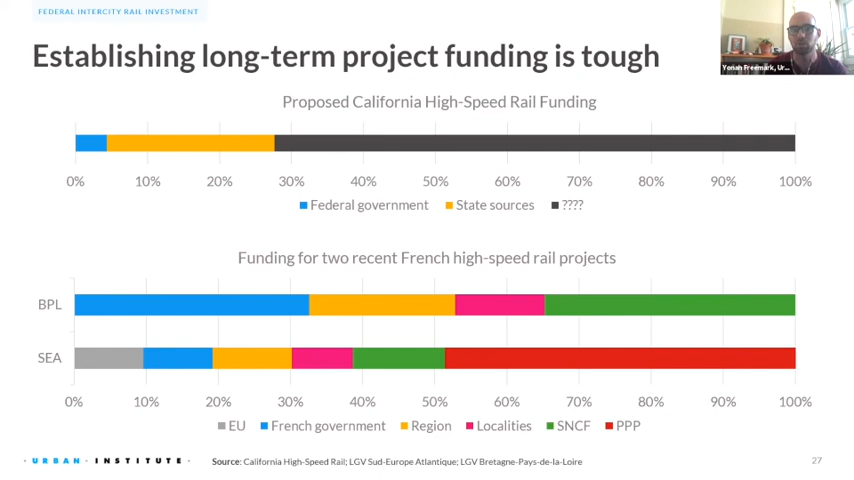 FEDERAL INTERCITY RAIL INVESTMENT
Establishing long-term project funding is tough
Yonah Freemark, Ur...
Proposed California High-Speed Rail Funding
0% 10% 20% 30% 40% 50% 60% 70% 80% 90% 100%
Federal government State sources ????
Funding for two recent French high-speed rail projects
BPL
SEA
0% 10% 20% 30% 40% 50% 60% 70% 80% 90% 100%
EU French government Region Localities SNCF PPP
· URBAN · INSTITUTE ·
Source: California High-Speed Rail; LGV Sud-Europe Atlantique; LGV Bretagne-Pays-de-la-Loire
27